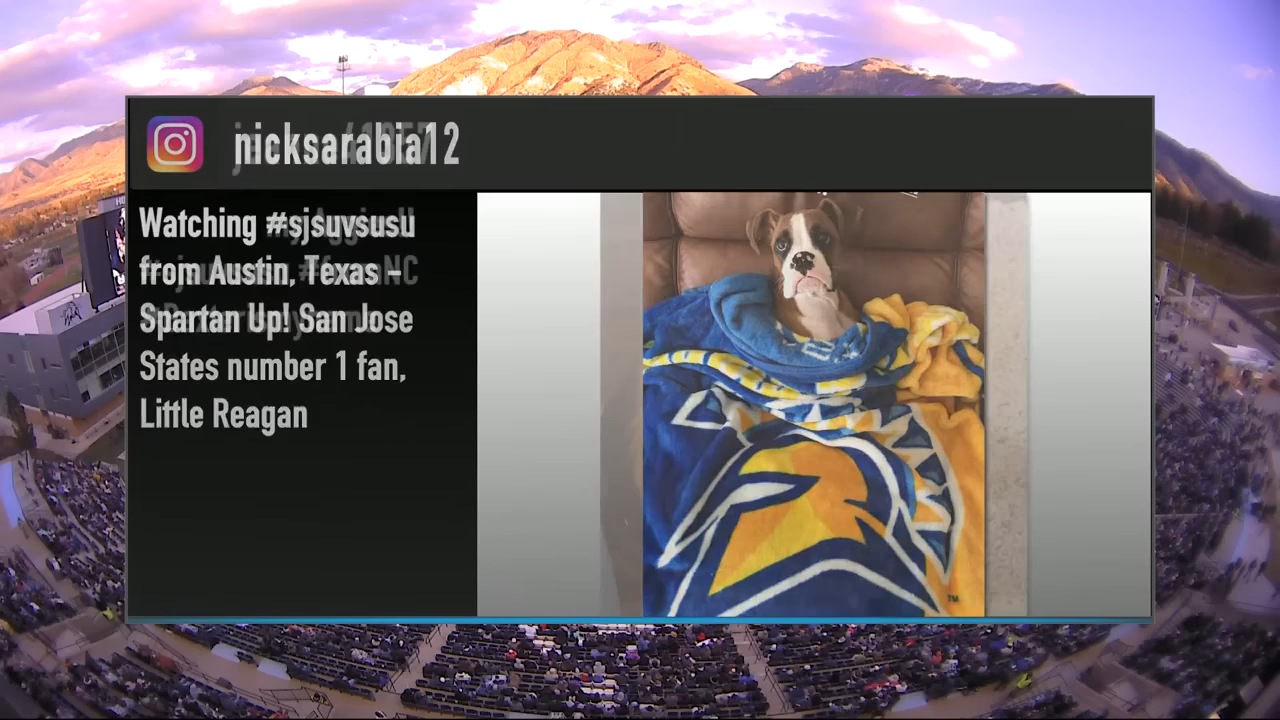 nicksarabia12
Watching #sjsuvsusu
from Austin, Texas -
Spartan Up! San Jose
States number 1 fan,
Little Reagan